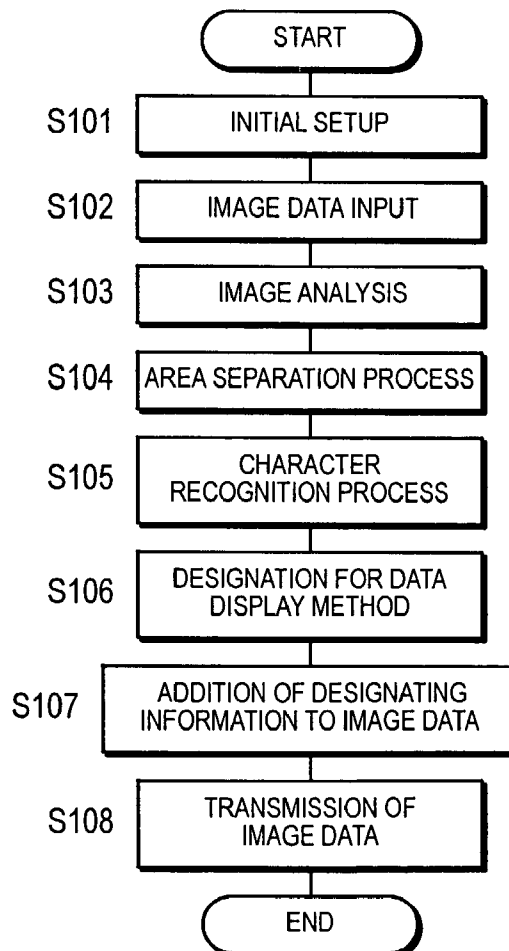 START
S101
INITIAL SETUP
S102
IMAGE DATA INPUT
S103
IMAGE ANALYSIS
S104
AREA SEPARATION PROCESS
S105
CHARACTER
RECOGNITION PROCESS
S106
DESIGNATION FOR DATA
DISPLAY METHOD
S107
ADDITION OF DESIGNATING
INFORMATION TO IMAGE DATA
S108
TRANSMISSION OF
IMAGE DATA
END